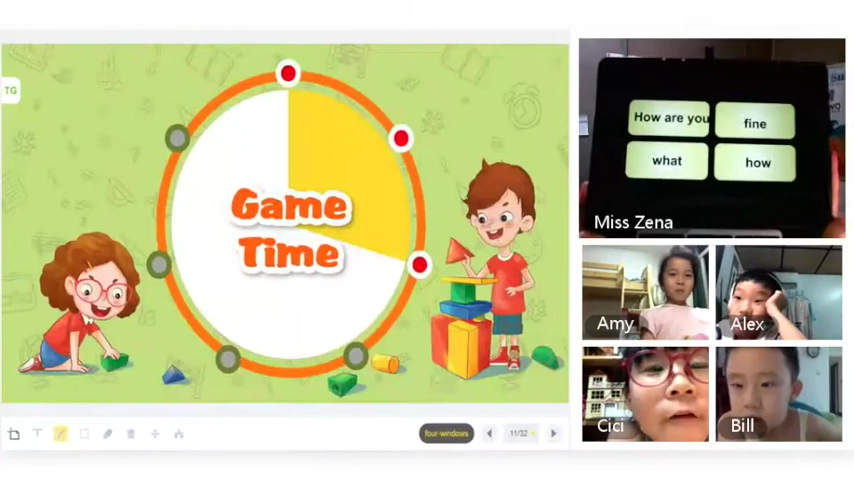 TG
Game
Time
four-windows
11/32
How are you
fine
what
how
Miss Zena
Amy
Alex
Cici
Bill